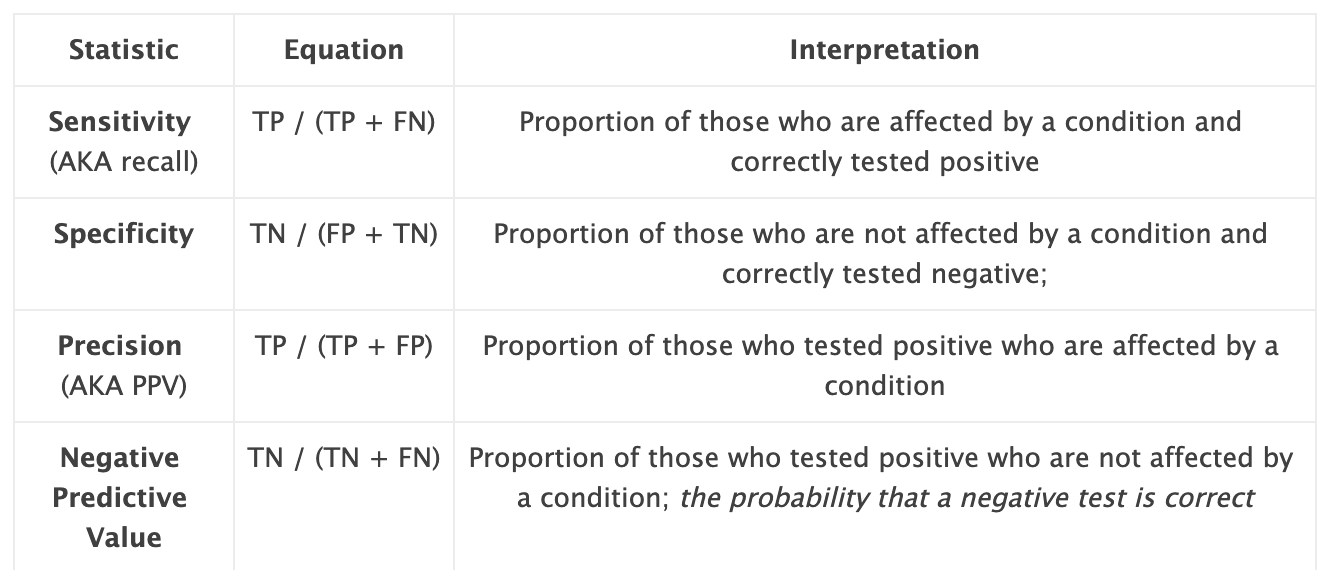 Statistic Equation Interpretation
Sensitivity TP / (TP + FN) Proportion of those who are affected by a condition and
(AKA recall) correctly tested positive
Specificity TN / (FP + TN) Proportion of those who are not affected by a condition and
correctly tested negative;
Precision TP / (TP + FP) Proportion of those who tested positive who are affected by a
(AKA PPV) condition
Negative TN / (TN + FN) Proportion of those who tested positive who are not affected by
Predictive a condition; the probability that a negative test is correct
Value